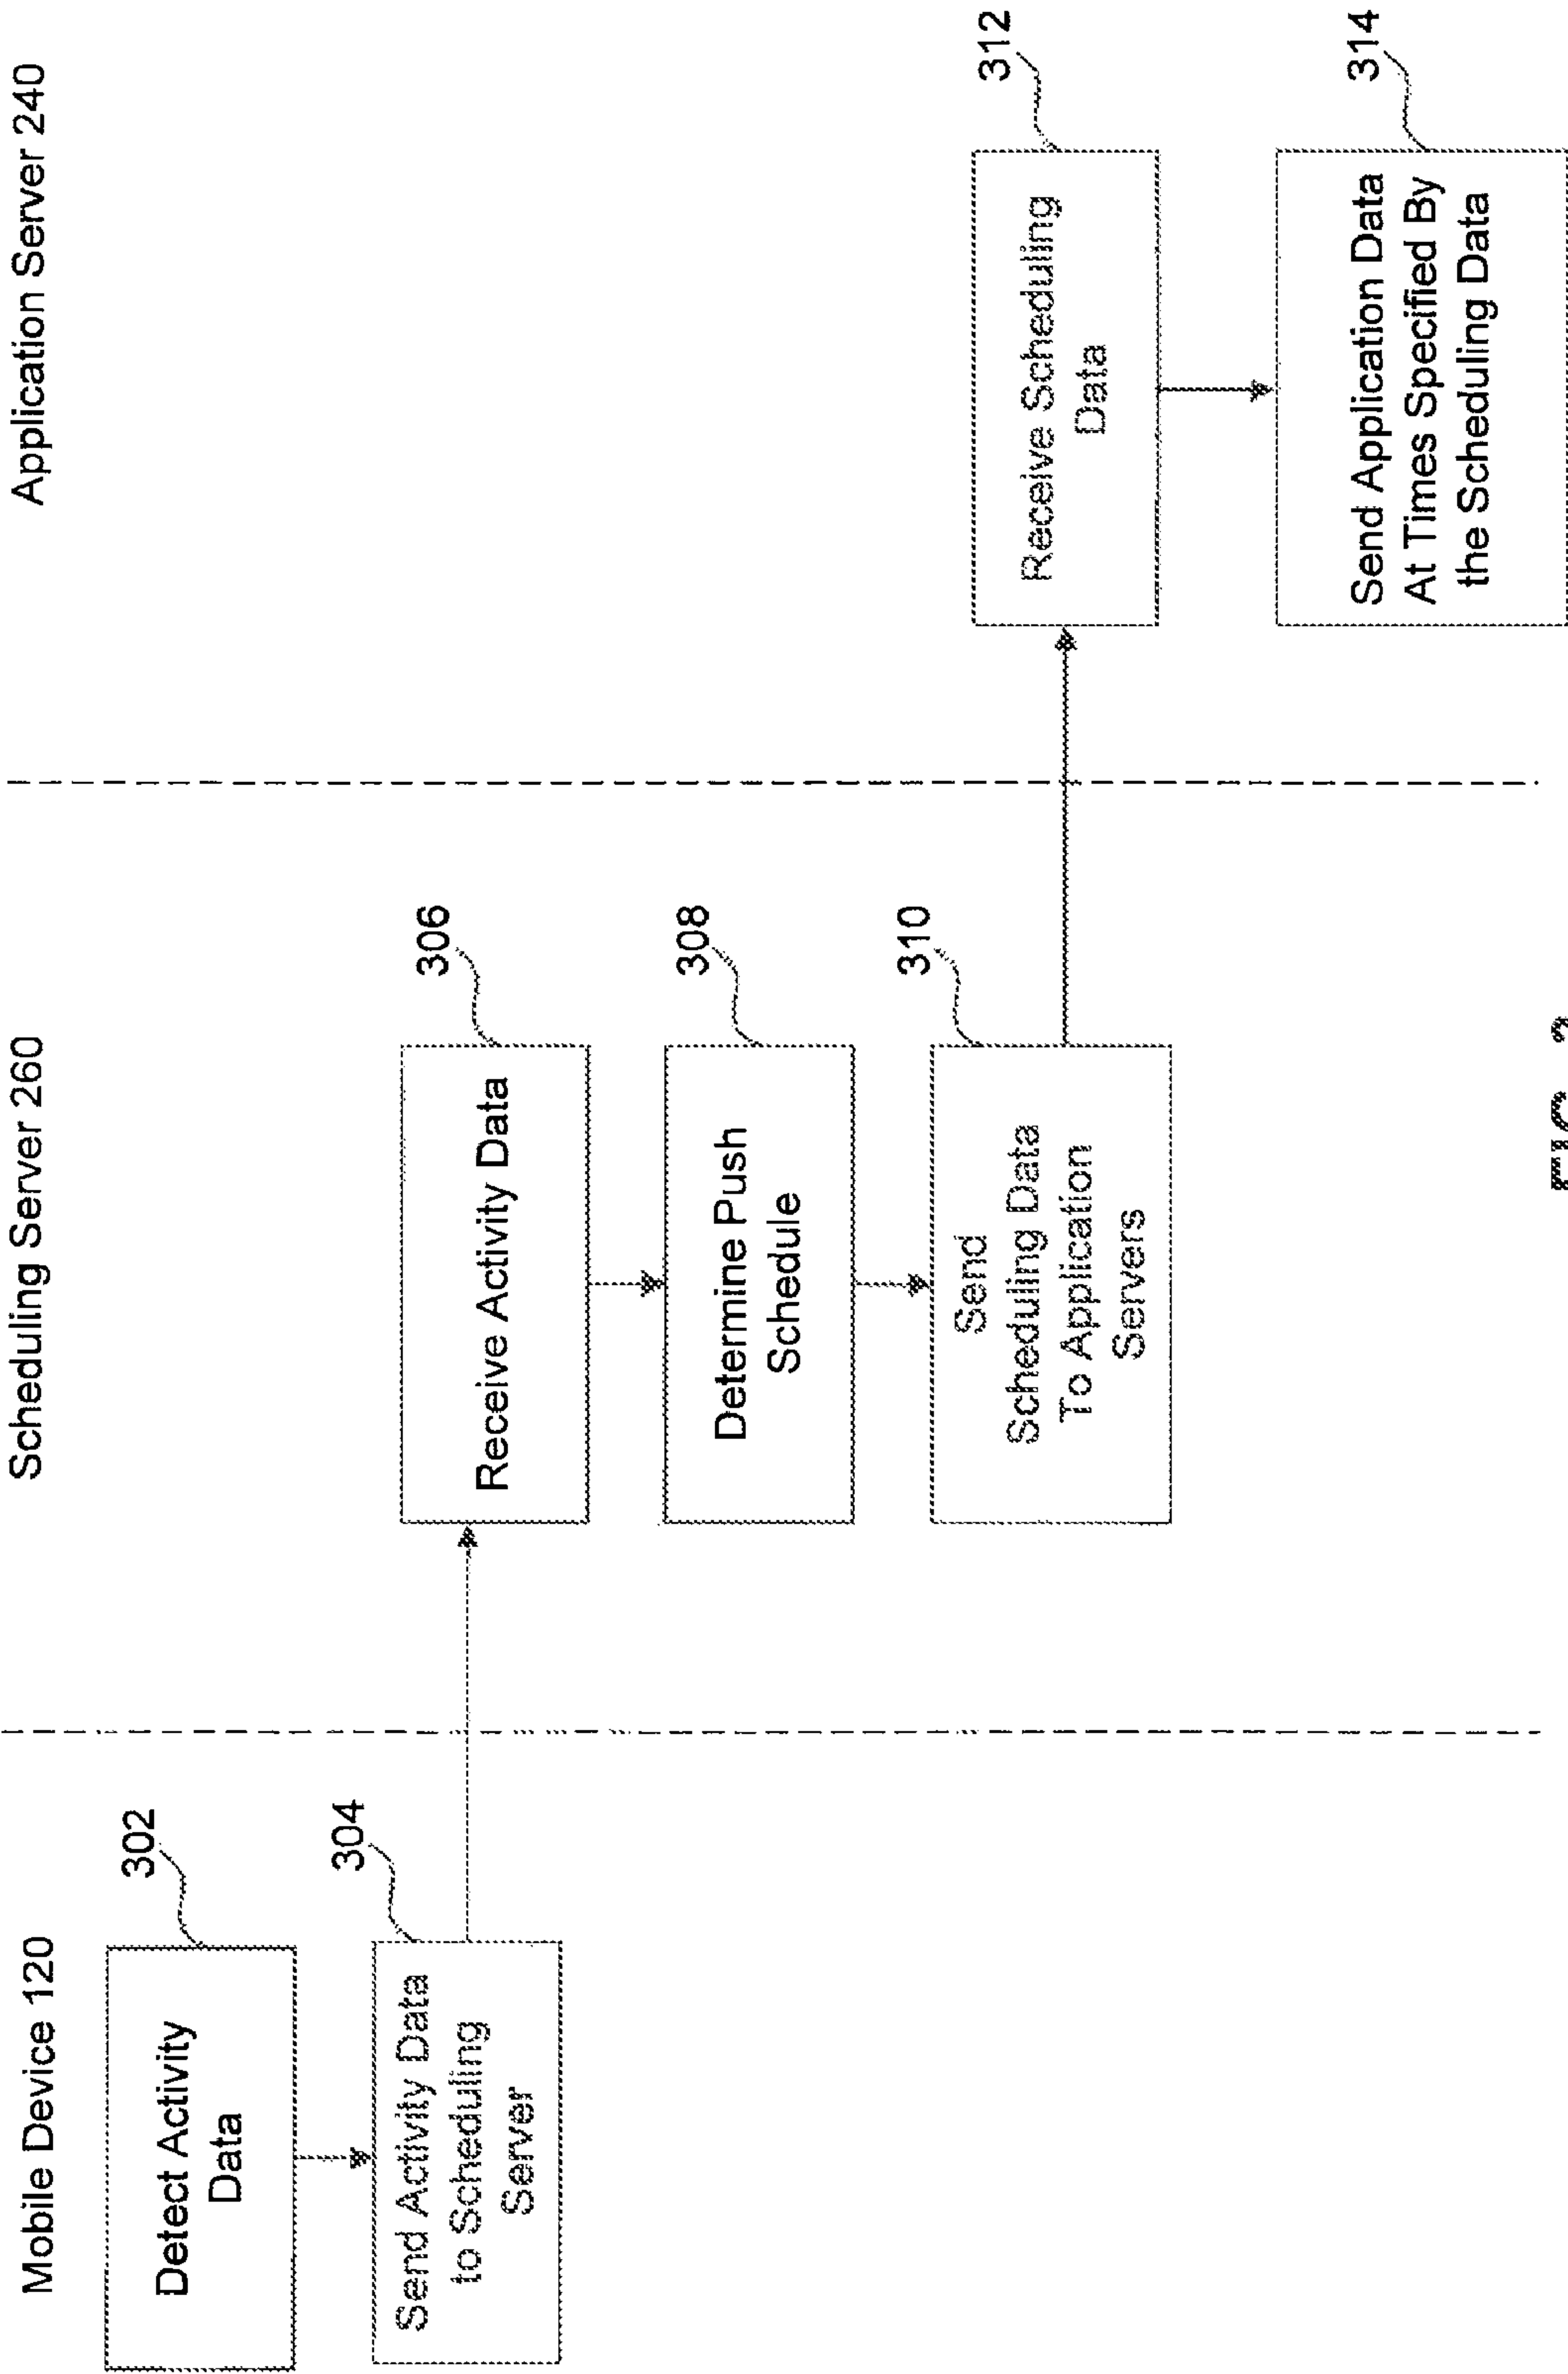 Mobile Device 120
Scheduling Server 260
Application Server 240
302
Detect Activity
Data
304
Send Activity Data
to Scheduling
Server
306
Receive Activity Data
308
Determine Push
Schedule
310
Send
Scheduling Data
To Application
Servers
312
Receive Scheduling
Data
314
Send Application Data
At Times Specified By
the Scheduling Data